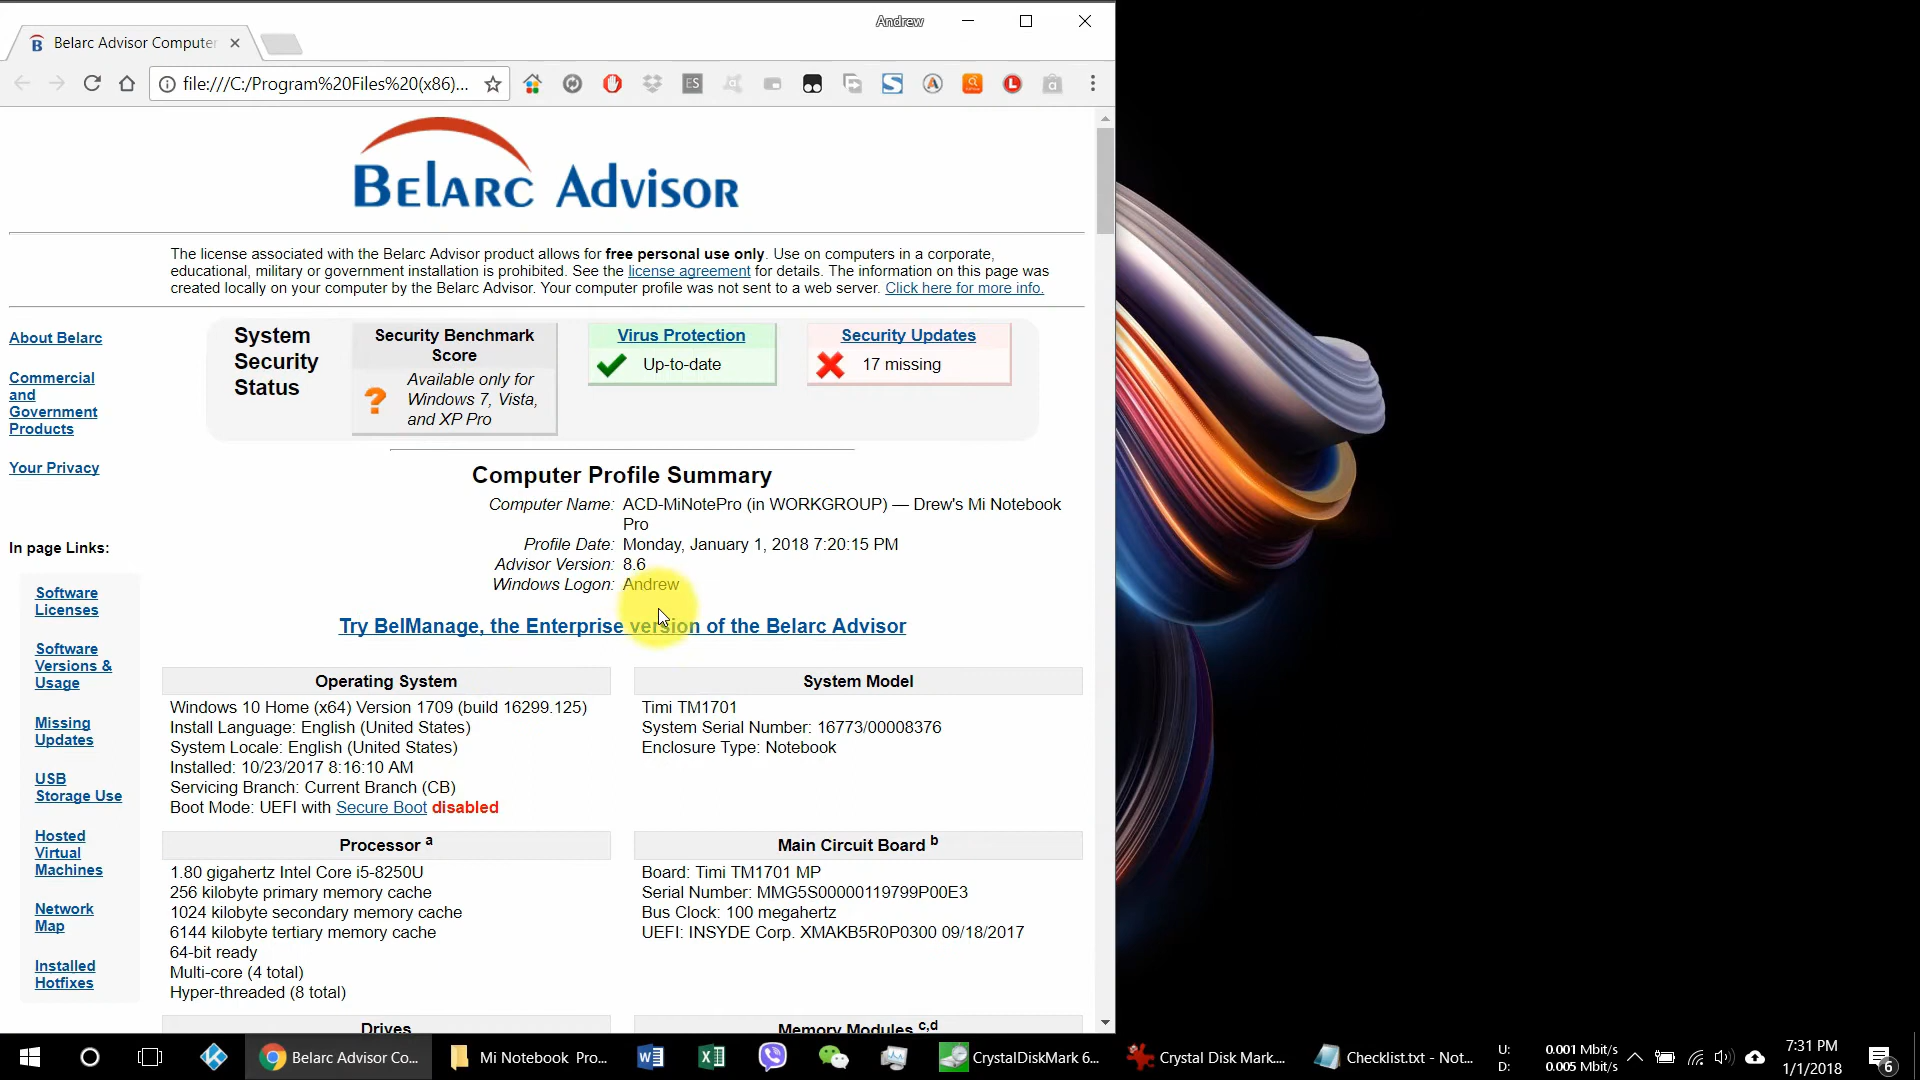 Andrew
Belarc Advisor Computer
file:///C:/Program%20Files%20(x86)...
BELARC ADVISOR
The license associated with the Belarc Advisor product allows for free personal use only. Use on computers in a corporate,
educational, military or government installation is prohibited. See the license agreement for details. The information on this page was
created locally on your computer by the Belarc Advisor. Your computer profile was not sent to a web server. Click here for more info.
About Belarc
Commercial
and
Government
Products
Your Privacy
In page Links:
Software
Licenses
Software
Versions &
Usage
Missing
Updates
USB
Storage Use
Hosted
Virtual
Machines
Network
Map
Installed
Hotfixes
System
Security
Status
Security Benchmark
Score
? Available only for
Windows 7, Vista,
and XP Pro
Virus Protection
Up-to-date
Security Updates
17 missing
Computer Profile Summary
Computer Name: ACD-MiNotePro (in WORKGROUP) — Drew's Mi Notebook
Pro
Profile Date: Monday, January 1, 2018 7:20:15 PM
Advisor Version: 8.6
Windows Logon: Andrew
Try BelManage, the Enterprise version of the Belarc Advisor
Operating System
Windows 10 Home (x64) Version 1709 (build 16299.125)
Install Language: English (United States)
System Locale: English (United States)
Installed: 10/23/2017 8:16:10 AM
Servicing Branch: Current Branch (CB)
Boot Mode: UEFI with Secure Boot disabled
System Model
Timi TM1701
System Serial Number: 16773/00008376
Enclosure Type: Notebook
Processor a
1.80 gigahertz Intel Core i5-8250U
256 kilobyte primary memory cache
1024 kilobyte secondary memory cache
6144 kilobyte tertiary memory cache
64-bit ready
Multi-core (4 total)
Hyper-threaded (8 total)
Main Circuit Board b
Board: Timi TM1701 MP
Serial Number: MMG5S00000119799P00E3
Bus Clock: 100 megahertz
UEFI: INSYDE Corp. XMAKB5R0P0300 09/18/2017
Drives
Memory Modules c,d
Belarc Advisor Co...
Mi Notebook Pro...
CrystalDiskMark 6...
Crystal Disk Mark...
Checklist.txt - Not...
U: 0.001 Mbit/s
D: 0.005 Mbit/s
7:31 PM
1/1/2018
6